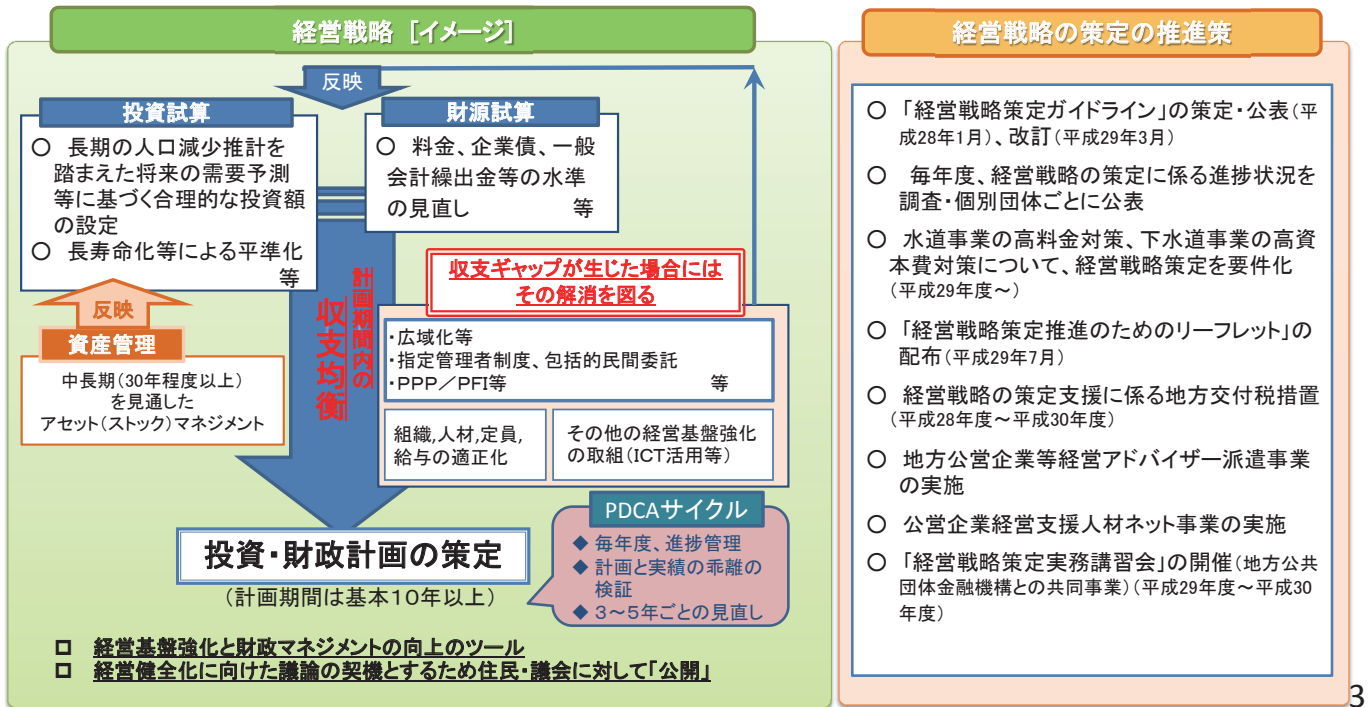 経営戦略［イメージ］
反映
投資試算
○ 長期の人口減少推計を
踏まえた将来の需要予測
等に基づく合理的な投資額
の設定
○ 長寿命化等による平準化
等
財源試算
○ 料金、企業債、一般
会計繰出金等の水準
の見直し 等
反映
資産管理
中長期（30年程度以上）
を見通した
アセット（ストック）マネジメント
計画期間内の
収支均衡
収支ギャップが生じた場合には
その解消を図る
・広域化等
・指定管理者制度、包括的民間委託
・PPP／PFI等 等
組織,人材,定員,
給与の適正化
その他の経営基盤強化
の取組（ICT活用等）
投資・財政計画の策定
（計画期間は基本１０年以上）
PDCAサイクル
◆ 毎年度、進捗管理
◆ 計画と実績の乖離の
検証
◆ ３～５年ごとの見直し
□ 経営基盤強化と財政マネジメントの向上のツール
□ 経営健全化に向けた議論の契機とするため住民・議会に対して「公開」
経営戦略の策定の推進策
○ 「経営戦略策定ガイドライン」の策定・公表（平
成28年1月）、改訂（平成29年3月）
○ 毎年度、経営戦略の策定に係る進捗状況を
調査・個別団体ごとに公表
○ 水道事業の高料金対策、下水道事業の高資
本費対策について、経営戦略策定を要件化
（平成29年度～）
○ 「経営戦略策定推進のためのリーフレット」の
配布（平成29年7月）
○ 経営戦略の策定支援に係る地方交付税措置
（平成28年度～平成30年度）
○ 地方公営企業等経営アドバイザー派遣事業
の実施
○ 公営企業経営支援人材ネット事業の実施
○ 「経営戦略策定実務講習会」の開催（地方公共
団体金融機構との共同事業）（平成29年度～平成30
年度）
3